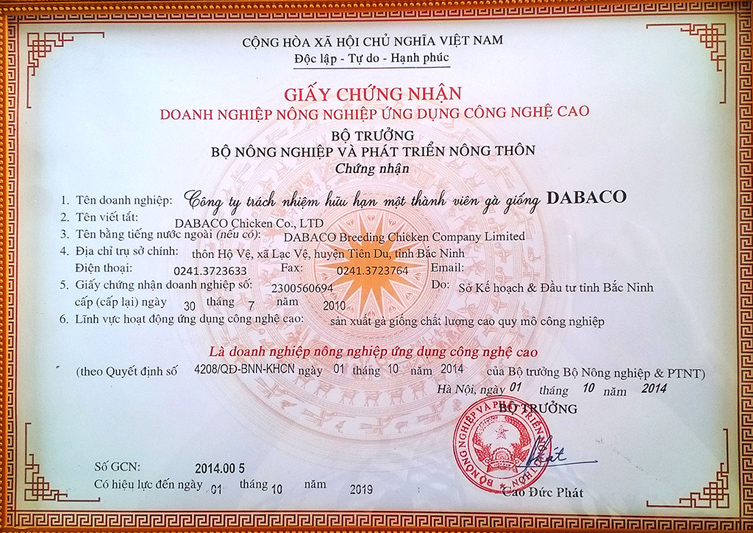 CỘNG HÒA XÃ HỘI CHỦ NGHĨA VIỆT NAM
Độc lập - Tự do - Hạnh phúc
GIẤY CHỨNG NHẬN
DOANH NGHIỆP NÔNG NGHIỆP ỨNG DỤNG CÔNG NGHỆ CAO
BỘ TRƯỞNG
BỘ NÔNG NGHIỆP VÀ PHÁT TRIỂN NÔNG THÔN
Chứng nhận
1. Tên doanh nghiệp: Công ty trách nhiệm hữu hạn một thành viên gà giống DABACO
2. Tên viết tắt: DABACO Chicken Co., LTD
3. Tên bằng tiếng nước ngoài (nếu có): DABACO Breeding Chicken Company Limited
4. Địa chỉ trụ sở chính: thôn Hộ Vệ, xã Lạc Vệ, huyện Tiên Du, tỉnh Bắc Ninh
Điện thoại: 0241.3723633 Fax: 0241.3723764 Email:
5. Giấy chứng nhận doanh nghiệp số: 2300560694 Do: Sở Kế hoạch & Đầu tư tỉnh Bắc Ninh
cấp (cấp lại) ngày 30 tháng 7 năm 2010
6. Lĩnh vực hoạt động ứng dụng công nghệ cao: sản xuất gà giống chất lượng cao quy mô công nghiệp
Là doanh nghiệp nông nghiệp ứng dụng công nghệ cao
(theo Quyết định số 4208/QĐ-BNN-KHCN ngày 01 tháng 10 năm 2014 của Bộ trưởng Bộ Nông nghiệp & PTNT)
Hà Nội, ngày 01 tháng 10 năm 2014
BỘ TRƯỞNG
BỘ NÔNG NGHIỆP VÀ PHÁT TRIỂN NÔNG THÔN
Cao Đức Phát
Số GCN: 2014.00 5
Có hiệu lực đến ngày 01 tháng 10 năm 2019